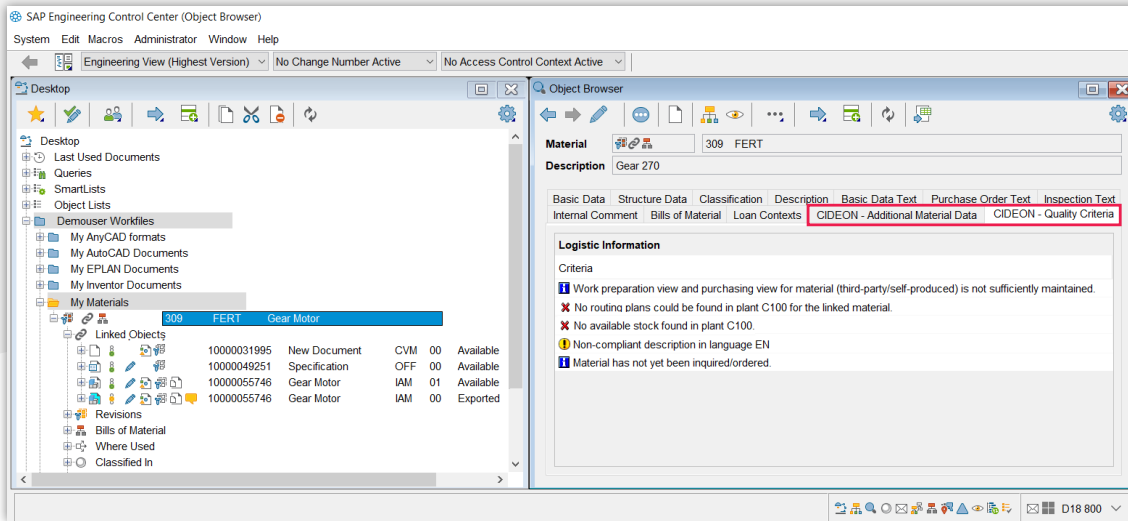 SAP Engineering Control Center (Object Browser)
System Edit Macros Administrator Window Help
Engineering View (Highest Version) No Change Number Active No Access Control Context Active
Desktop
Desktop
Last Used Documents
Queries
SmartLists
Object Lists
Demouser Workfiles
My AnyCAD formats
My AutoCAD Documents
My EPLAN Documents
My Inventor Documents
My Materials
309 FERT Gear Motor
Linked Objects
10000031995 New Document CVM 00 Available
10000049251 Specification OFF 00 Available
10000055746 Gear Motor IAM 01 Available
10000055746 Gear Motor IAM 00 Exported
Revisions
Bills of Material
Where Used
Classified In
Object Browser
Material 309 FERT
Description Gear 270
Basic Data Structure Data Classification Description Basic Data Text Purchase Order Text Inspection Text
Internal Comment Bills of Material Loan Contexts CIDEON - Additional Material Data CIDEON - Quality Criteria
Logistic Information
Criteria
Work preparation view and purchasing view for material (third-party/self-produced) is not sufficiently maintained.
No routing plans could be found in plant C100 for the linked material.
No available stock found in plant C100.
Non-compliant description in language EN
Material has not yet been inquired/ordered.
D18 800